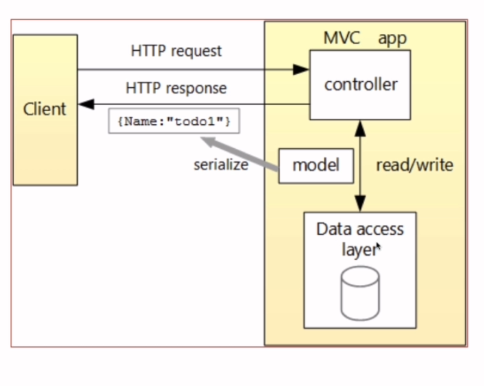 MVC app
HTTP request
HTTP response
controller
Client
{Name:"todo1"}
serialize
model
read/write
Data access
layer